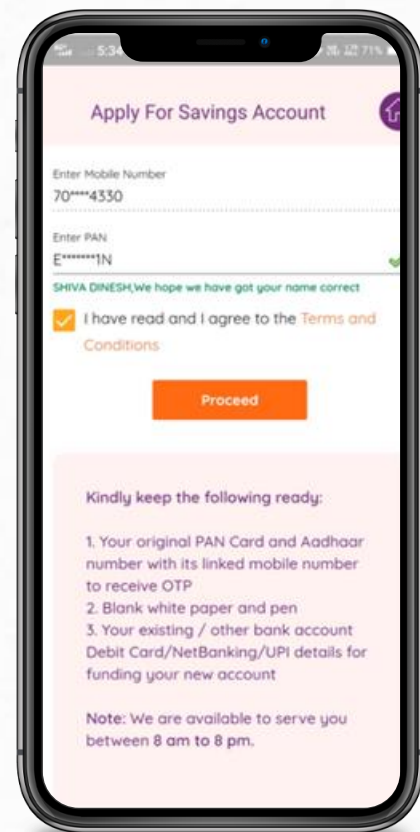 5:34
71%
Apply For Savings Account
Enter Mobile Number
70****4330
Enter PAN
E*******1N
SHIVA DINESH,We hope we have got your name correct
I have read and I agree to the Terms and
Conditions
Proceed
Kindly keep the following ready:
1. Your original PAN Card and Aadhaar
number with its linked mobile number
to receive OTP
2. Blank white paper and pen
3. Your existing / other bank account
Debit Card/NetBanking/UPI details for
funding your new account
Note: We are available to serve you
between 8 am to 8 pm.